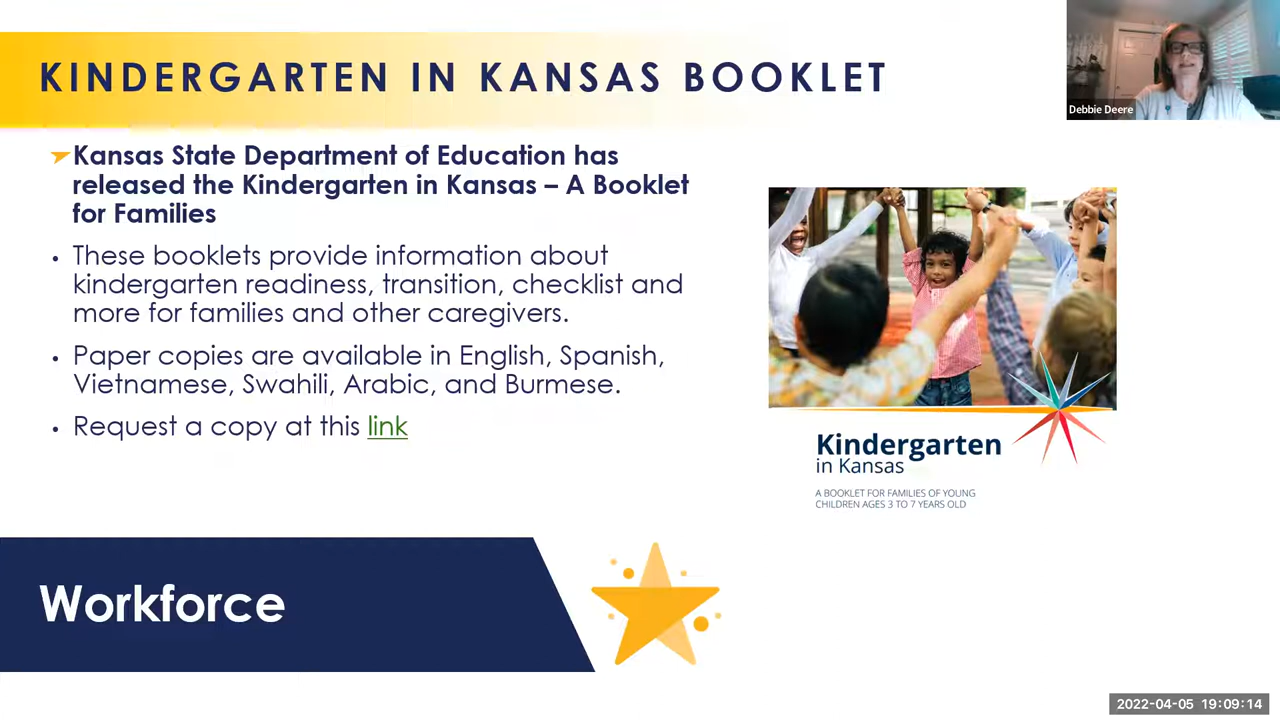 KINDERGARTEN IN KANSAS BOOKLET
Debbie Deere
Kansas State Department of Education has
released the Kindergarten in Kansas – A Booklet
for Families
• These booklets provide information about
kindergarten readiness, transition, checklist and
more for families and other caregivers.
• Paper copies are available in English, Spanish,
Vietnamese, Swahili, Arabic, and Burmese.
• Request a copy at this link
Kindergarten
in Kansas
A BOOKLET FOR FAMILIES OF YOUNG
CHILDREN AGES 3 TO 7 YEARS OLD
Workforce
2022-04-05 19:09:14